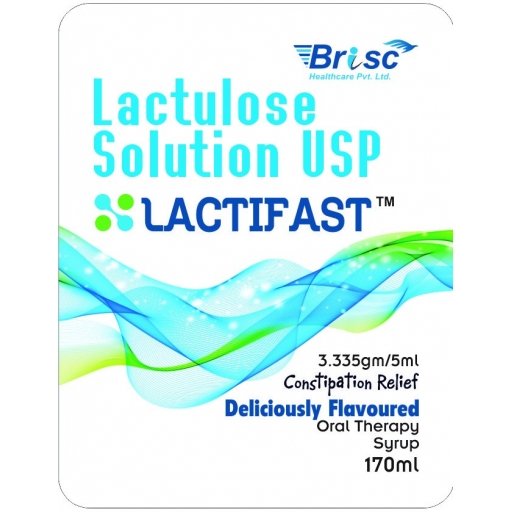 Brisc
Healthcare Pvt. Ltd.
Lactulose
Solution USP
LACTIFAST™
3.335gm/5ml
Constipation Relief
Deliciously Flavoured
Oral Therapy
Syrup
170ml